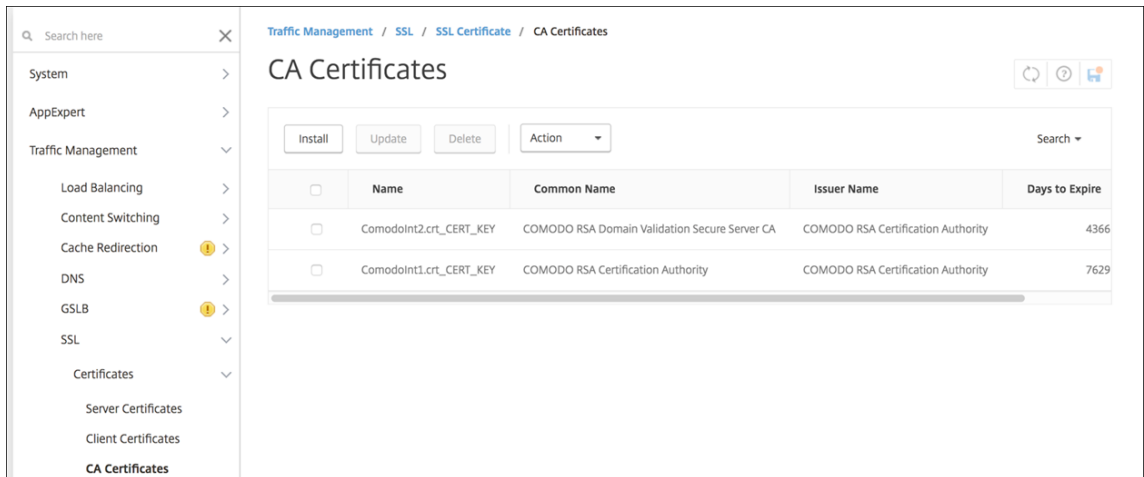 Search here
System
AppExpert
Traffic Management
Load Balancing
Content Switching
Cache Redirection
DNS
GSLB
SSL
Certificates
Server Certificates
Client Certificates
CA Certificates
Traffic Management / SSL / SSL Certificate / CA Certificates
CA Certificates
Install Update Delete Action Search
Name Common Name Issuer Name Days to Expire
ComodoInt2.crt_CERT_KEY COMODO RSA Domain Validation Secure Server CA COMODO RSA Certification Authority 4366
ComodoInt1.crt_CERT_KEY COMODO RSA Certification Authority COMODO RSA Certification Authority 7629